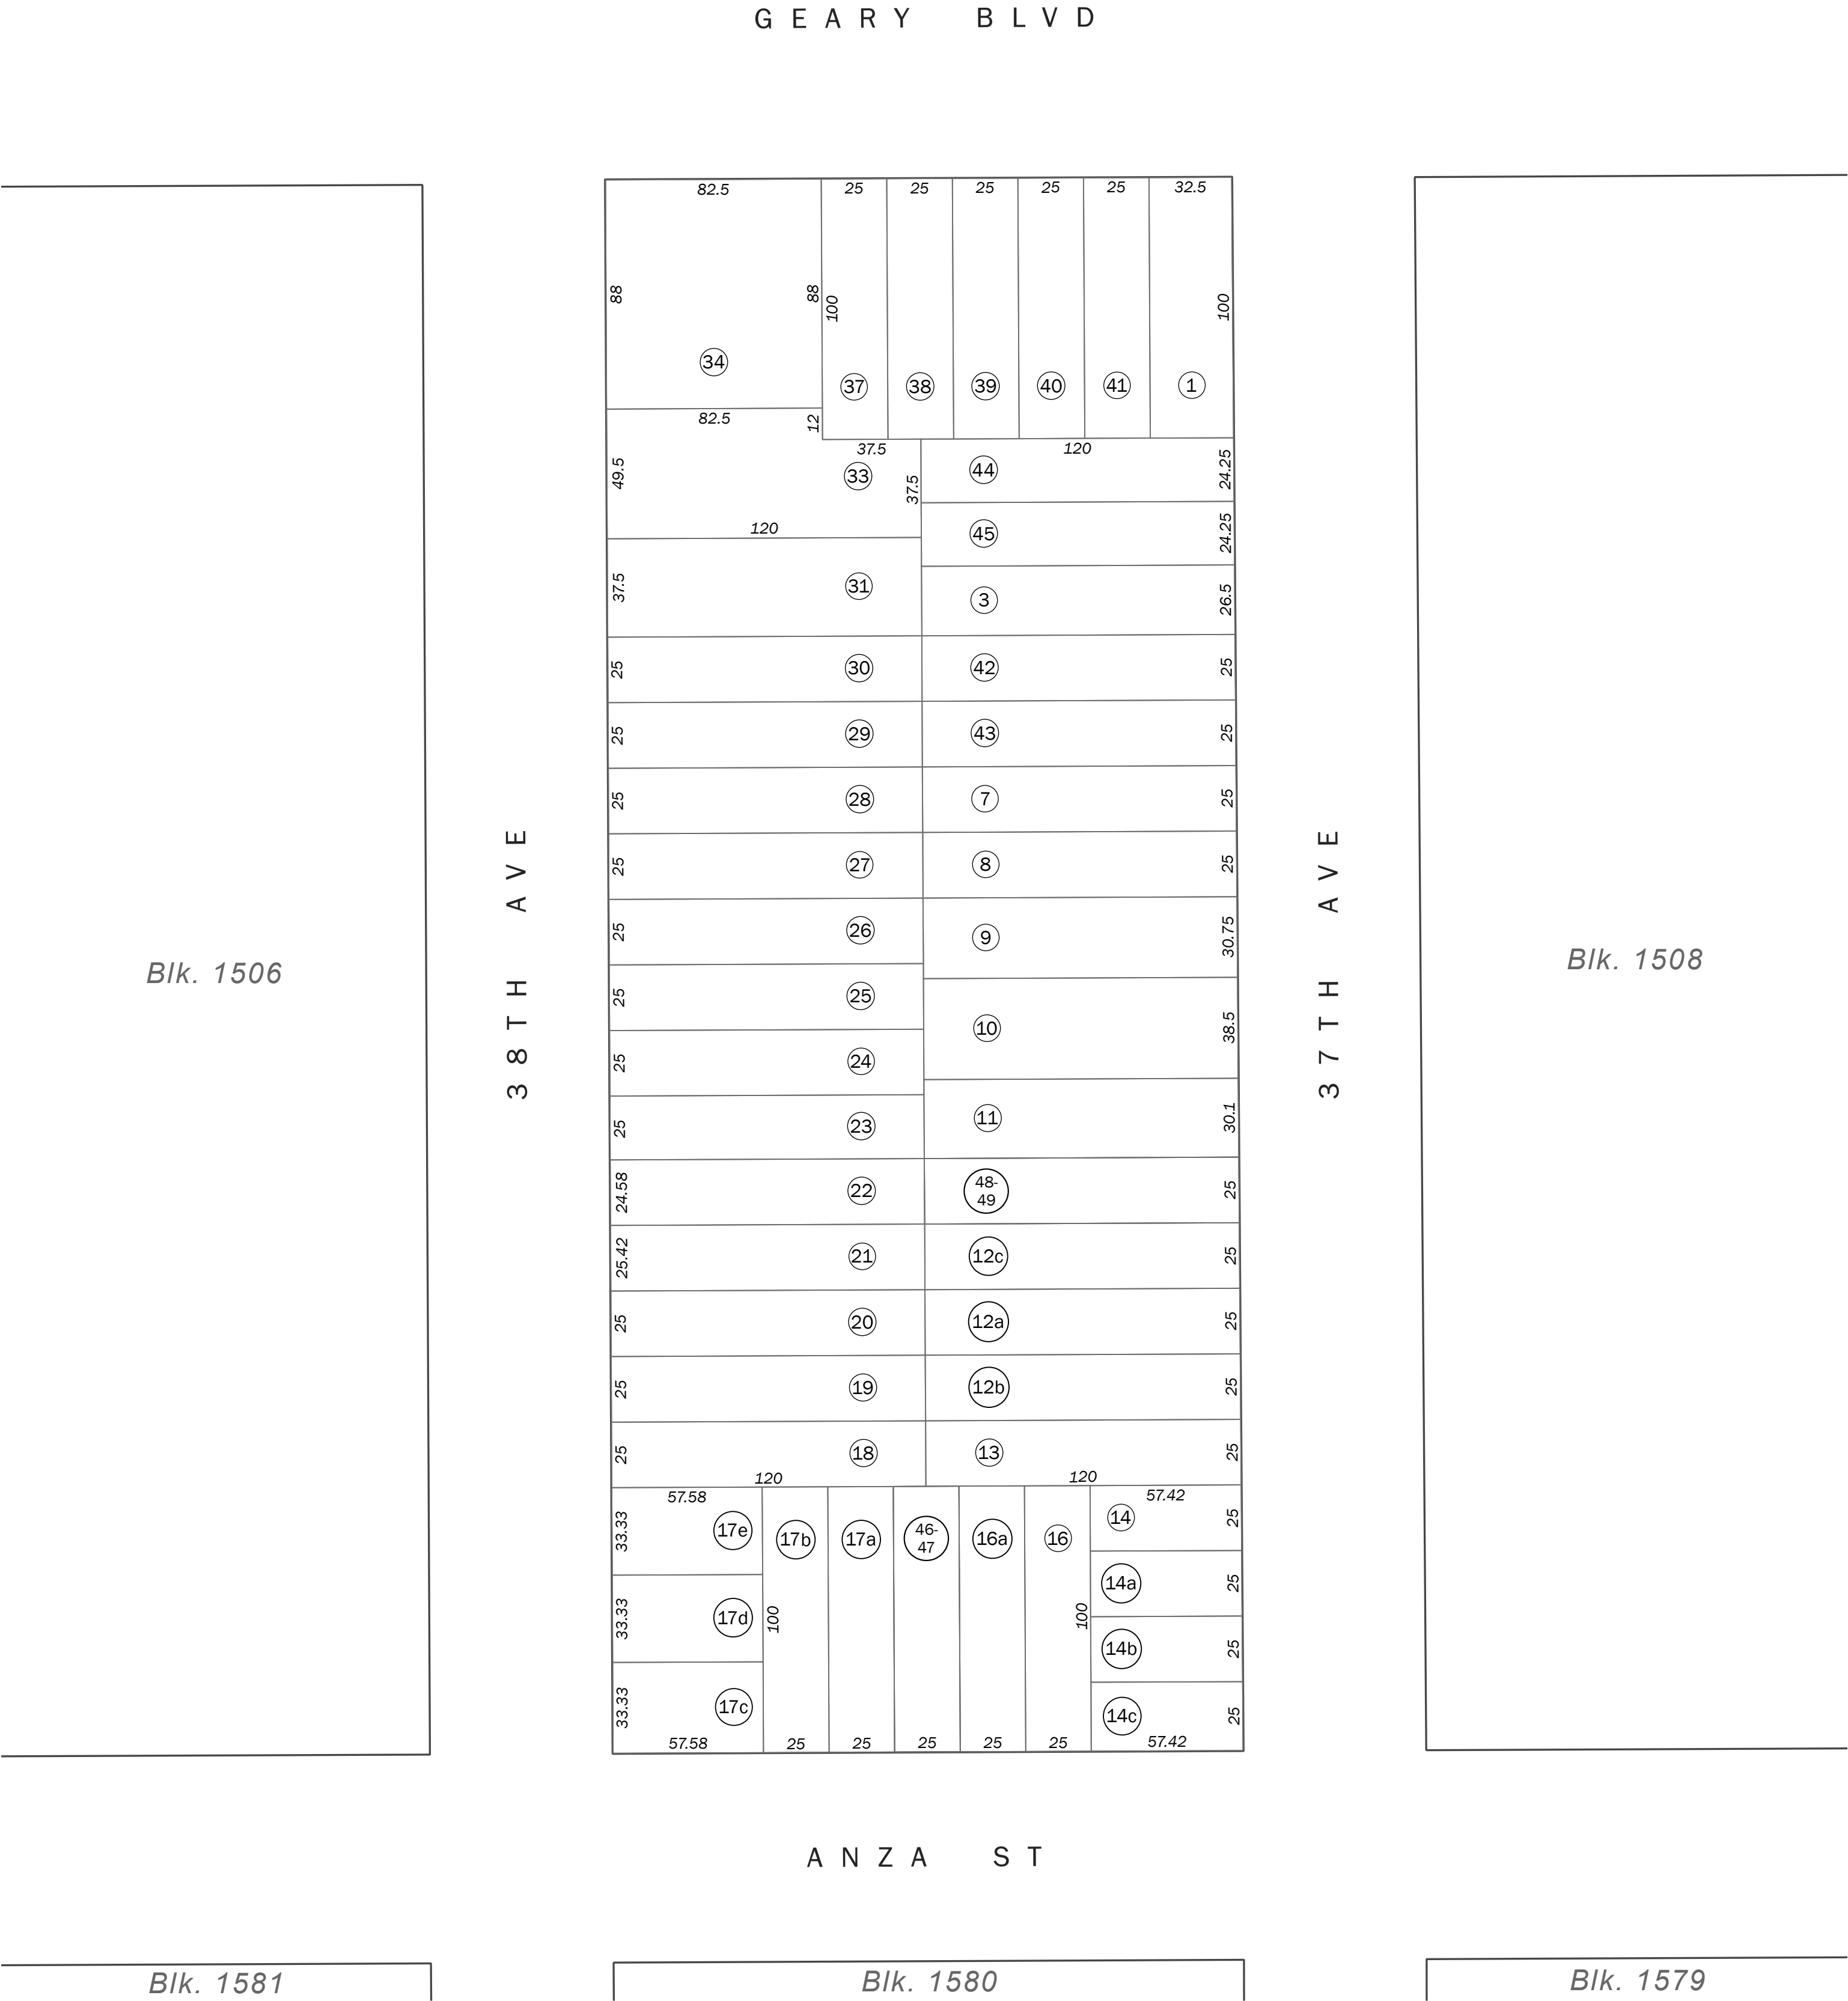 GEARY BLVD
82.5 25 25 25 25 25 32.5
88 88 100 100
34 37 38 39 40 41 1
82.5 12
37.5 120
49.5 33 37.5 44 24.25
120 45 24.25
37.5 31 3 26.5
25 30 42 25
25 29 43 25
25 28 7 25
25 27 8 25
25 26 9 30.75
38TH AVE
37TH AVE
Blk. 1506
Blk. 1508
25 25 10 38.5
25 24
25 23 11 30.1
24.58 22 48-
49 25
25.42 21 12c 25
25 20 12a 25
25 19 12b 25
25 18 13 25
120 120
57.58 57.42
33.33 17e 17b 17a 46-
47 16a 16 14 25
14a 25
33.33 17d 100 100
14b 25
33.33 17c 14c 25
57.58 25 25 25 25 25 57.42
ANZA ST
Blk. 1581 Blk. 1580 Blk. 1579